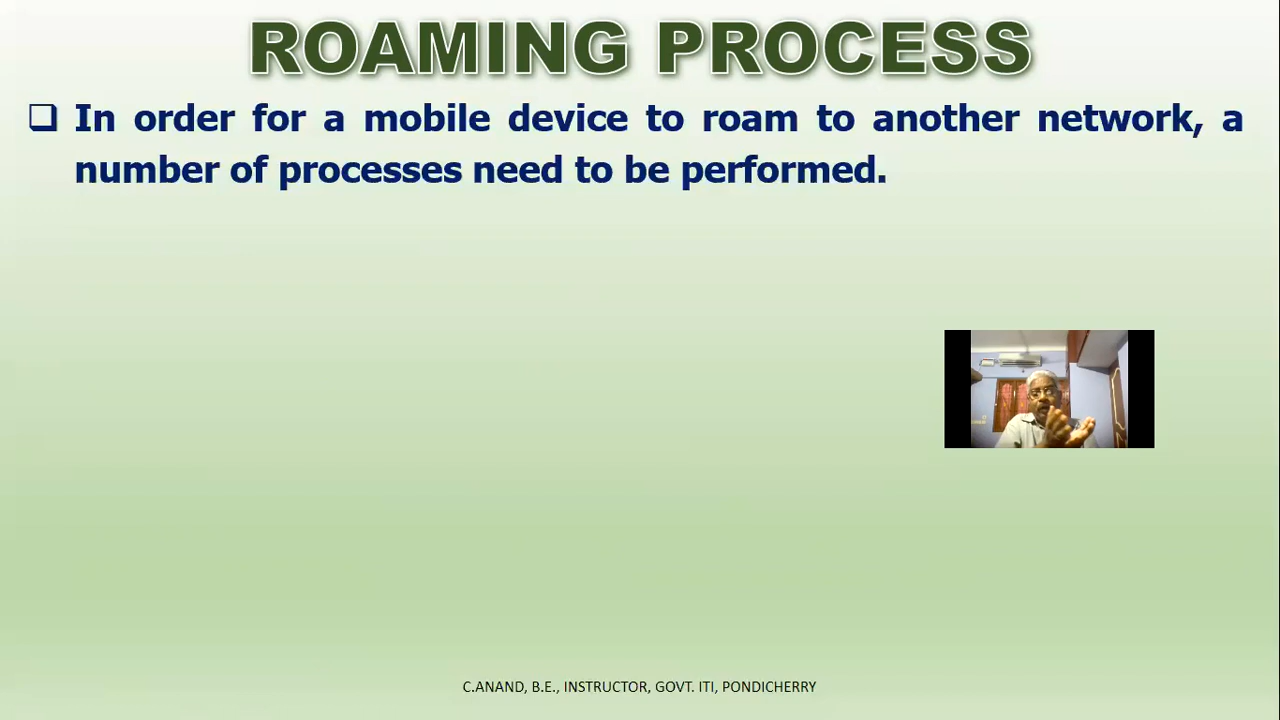 ROAMING PROCESS
In order for a mobile device to roam to another network, a
number of processes need to be performed.
C.ANAND, B.E., INSTRUCTOR, GOVT. ITI, PONDICHERRY